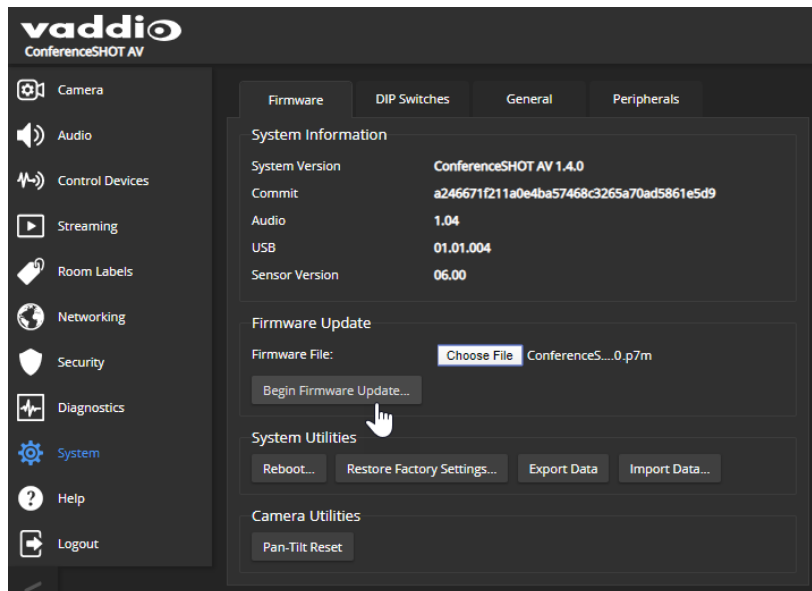 vaddio
ConferenceSHOT AV
Camera
Audio
Control Devices
Streaming
Room Labels
Networking
Security
Diagnostics
System
Help
Logout
Firmware DIP Switches General Peripherals
System Information
System Version ConferenceSHOT AV 1.4.0
Commit a246671f211a0e4ba57468c3265a70ad5861e5d9
Audio 1.04
USB 01.01.004
Sensor Version 06.00
Firmware Update
Firmware File: Choose File ConferenceS....0.p7m
Begin Firmware Update...
System Utilities
Reboot... Restore Factory Settings... Export Data Import Data...
Camera Utilities
Pan-Tilt Reset